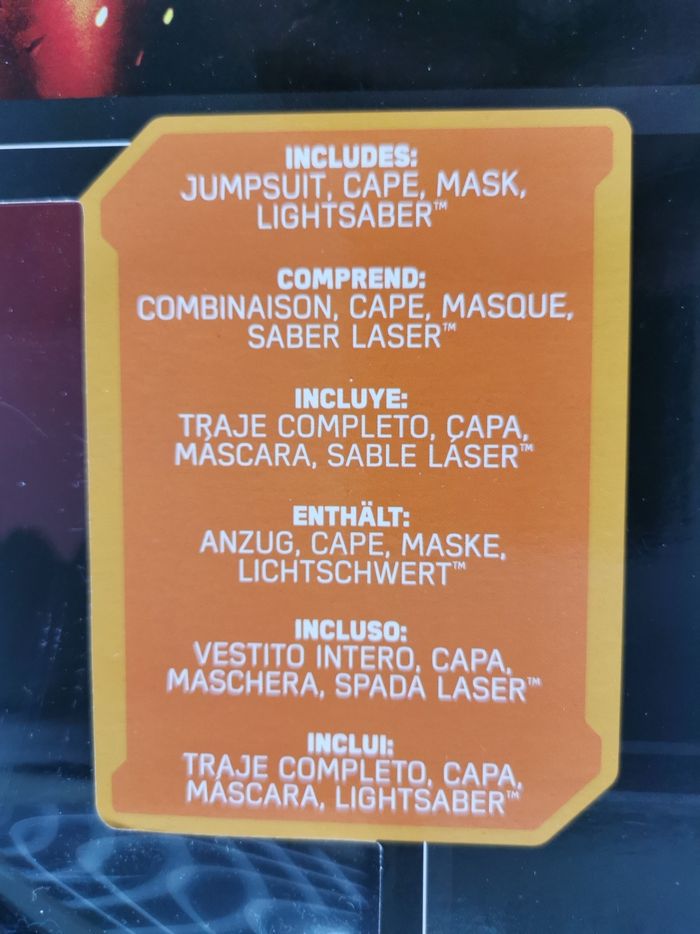 INCLUDES:
JUMPSUIT, CAPE, MASK,
LIGHTSABER™
COMPREND:
COMBINAISON, CAPE, MASQUE,
SABER LASER™
INCLUYE:
TRAJE COMPLETO, CAPA,
MÁSCARA, SABLE LÁSER™
ENTHÄLT:
ANZUG, CAPE, MASKE,
LICHTSCHWERT™
INCLUSO:
VESTITO INTERO, CAPA,
MASCHERA, SPADA LASER™
INCLUI:
TRAJE COMPLETO, CAPA,
MÁSCARA, LIGHTSABER™